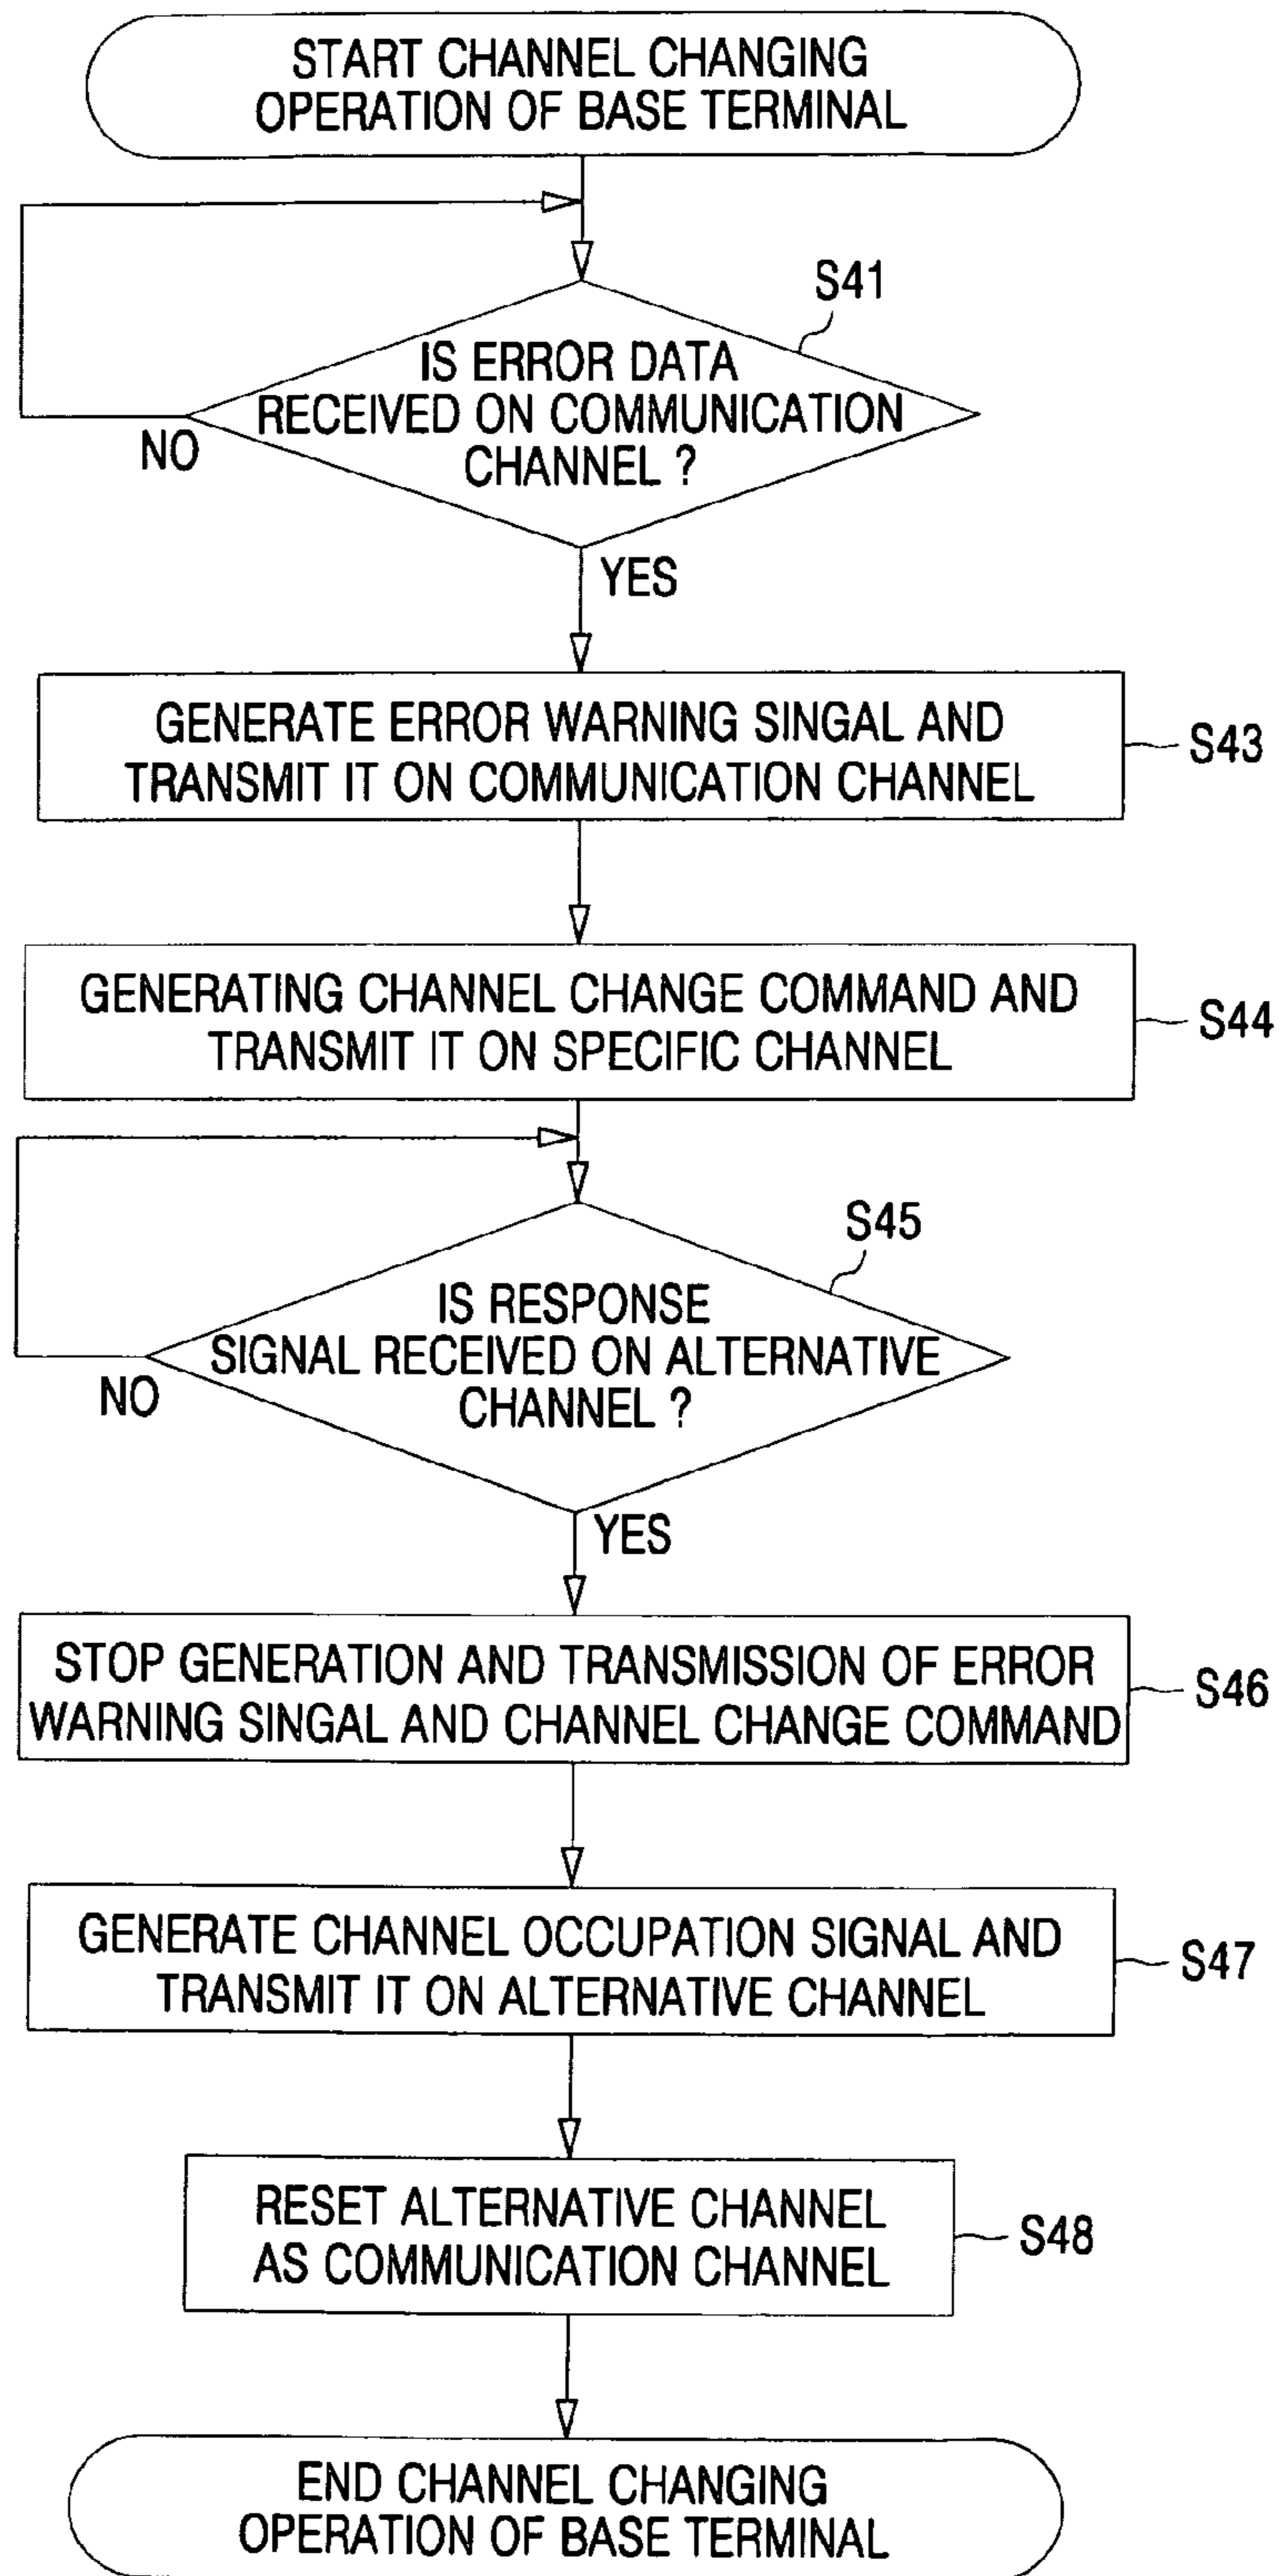 START CHANNEL CHANGING
OPERATION OF BASE TERMINAL
S41
IS ERROR DATA
RECEIVED ON COMMUNICATION
CHANNEL ?
NO
YES
GENERATE ERROR WARNING SINGAL AND
TRANSMIT IT ON COMMUNICATION CHANNEL
S43
GENERATING CHANNEL CHANGE COMMAND AND
TRANSMIT IT ON SPECIFIC CHANNEL
S44
S45
IS RESPONSE
SIGNAL RECEIVED ON ALTERNATIVE
CHANNEL ?
NO
YES
STOP GENERATION AND TRANSMISSION OF ERROR
WARNING SINGAL AND CHANNEL CHANGE COMMAND
S46
GENERATE CHANNEL OCCUPATION SIGNAL AND
TRANSMIT IT ON ALTERNATIVE CHANNEL
S47
RESET ALTERNATIVE CHANNEL
AS COMMUNICATION CHANNEL
S48
END CHANNEL CHANGING
OPERATION OF BASE TERMINAL